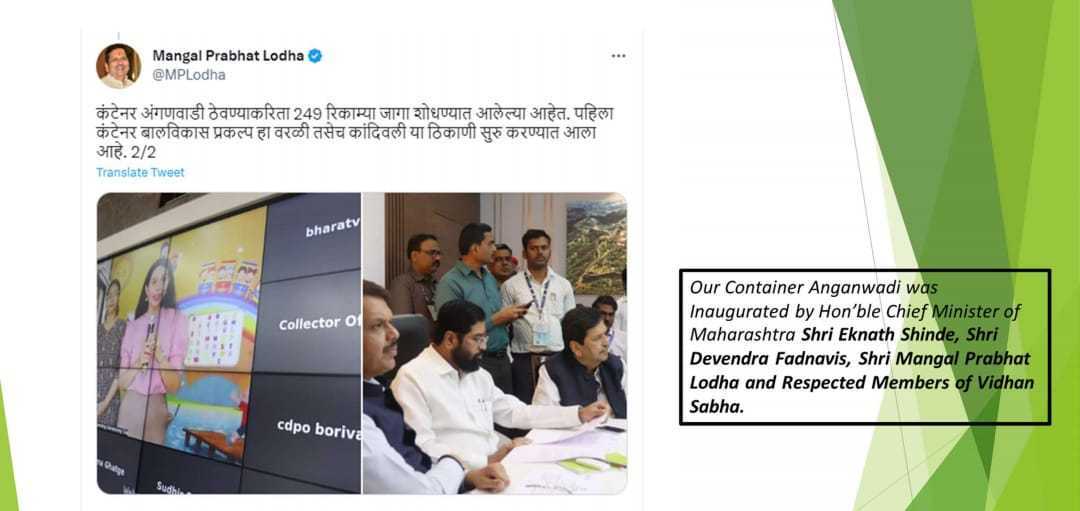 Mangal Prabhat Lodha
@MPLodha
कंटेनर अंगणवाडी ठेवण्याकरिता 249 रिकाम्या जागा शोधण्यात आलेल्या आहेत. पहिला
कंटेनर बालविकास प्रकल्प हा वरळी तसेच कांदिवली या ठिकाणी सुरु करण्यात आला
आहे. 2/2
Translate Tweet
bharatv
Collector Of
cdpo boriva
Ghatge
Sudhir
Our Container Anganwadi was
Inaugurated by Hon'ble Chief Minister of
Maharashtra Shri Eknath Shinde, Shri
Devendra Fadnavis, Shri Mangal Prabhat
Lodha and Respected Members of Vidhan
Sabha.